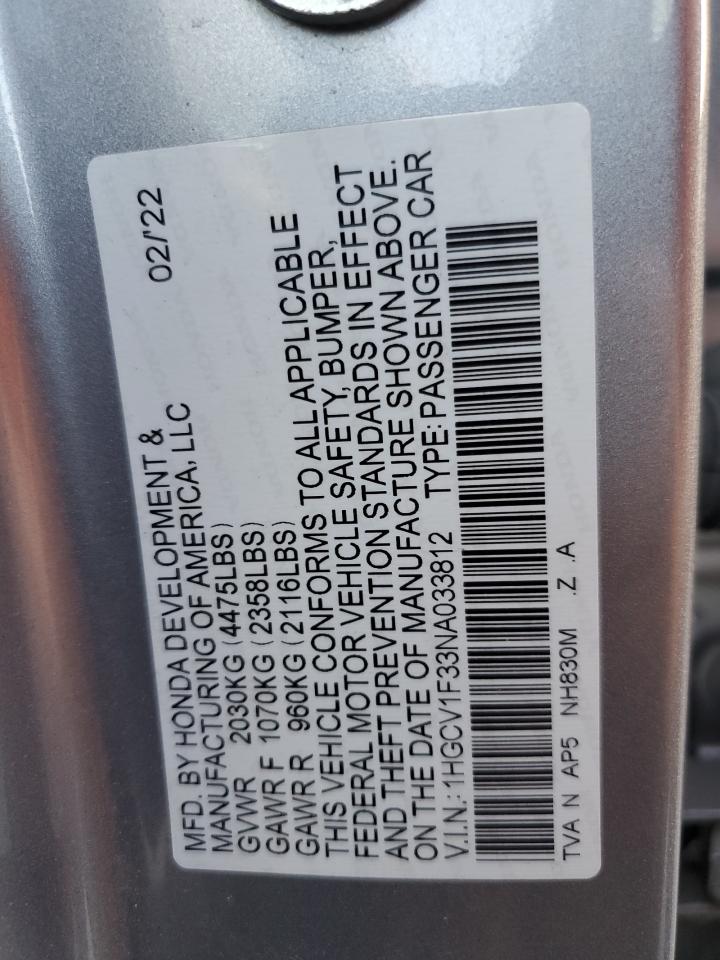 MFD. BY HONDA DEVELOPMENT & 02/'22
MANUFACTURING OF AMERICA, LLC
GVWR 2030KG (4475LBS)
GAWR F 1070KG (2358LBS)
GAWR R 960KG (2116LBS)
THIS VEHICLE CONFORMS TO ALL APPLICABLE
FEDERAL MOTOR VEHICLE SAFETY, BUMPER,
AND THEFT PREVENTION STANDARDS IN EFFECT
ON THE DATE OF MANUFACTURE SHOWN ABOVE.
V.I.N.: 1HGCV1F33NA033812 TYPE: PASSENGER CAR
TVA N AP5 NH830M .Z .A